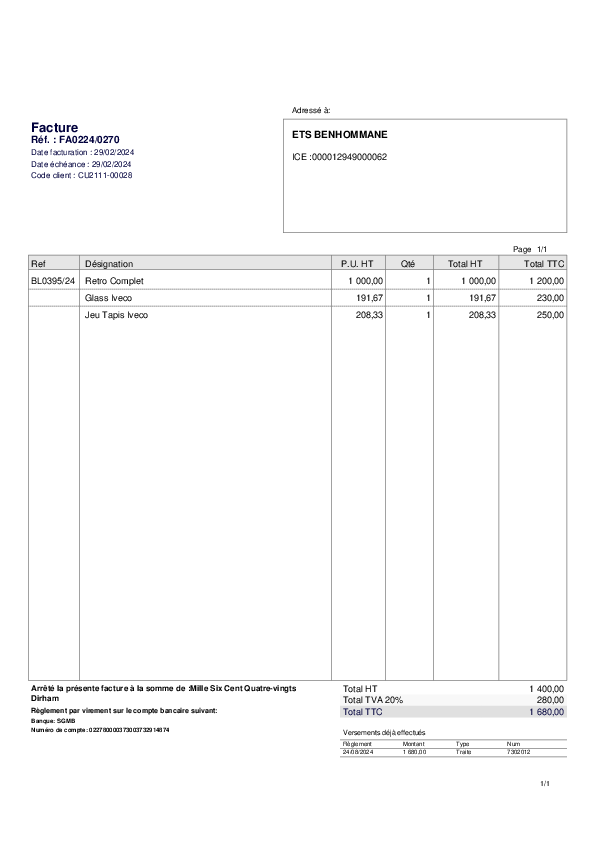 Adressé à:
Facture
Réf. : FA0224/0270
Date facturation : 29/02/2024
Date échéance : 29/02/2024
Code client : CU2111-00028
ETS BENHOMMANE
ICE :000012949000062
Page 1/1
Ref Désignation P.U. HT Qté Total HT Total TTC
BL0395/24 Retro Complet 1 000,00 1 1 000,00 1 200,00
Glass Iveco 191,67 1 191,67 230,00
Jeu Tapis Iveco 208,33 1 208,33 250,00
Arrêté la présente facture à la somme de :Mille Six Cent Quatre-vingts
Dirham
Règlement par virement sur le compte bancaire suivant:
Banque: SGMB
Numéro de compte: 022780000373003732914874
Total HT 1 400,00
Total TVA 20% 280,00
Total TTC 1 680,00
Versements déjà effectués
Règlement Montant Type Num
24/08/2024 1 680,00 Traite 7302012
1/1